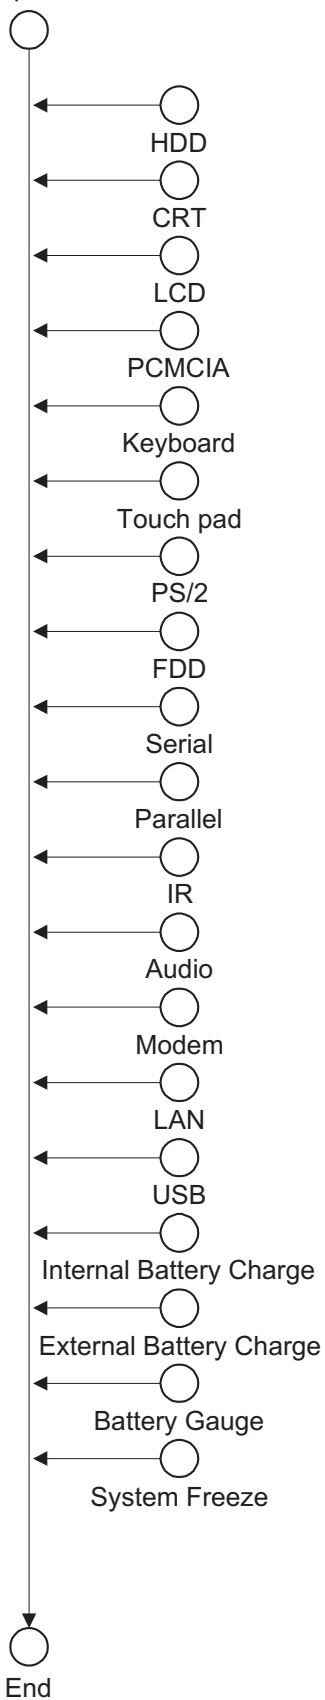 HDD
CRT
LCD
PCMCIA
Keyboard
Touch pad
PS/2
FDD
Serial
Parallel
IR
Audio
Modem
LAN
USB
Internal Battery Charge
External Battery Charge
Battery Gauge
System Freeze
End